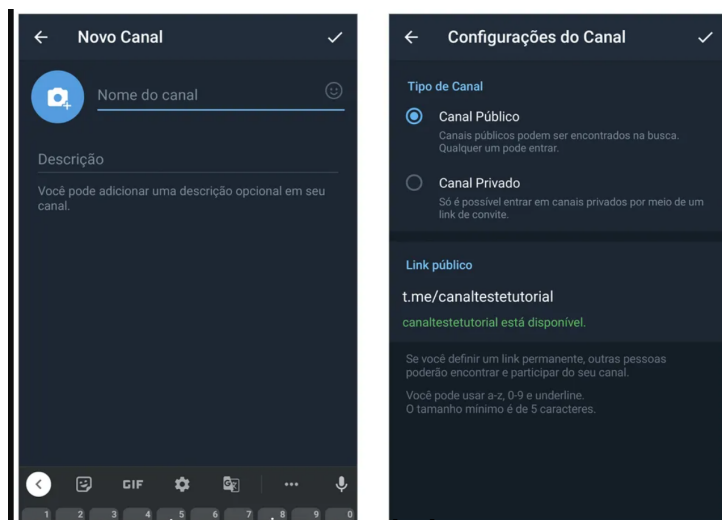 Novo Canal
Nome do canal
Descrição
Você pode adicionar uma descrição opcional em seu
canal.
GIF
1 2 3 4 5 6 7 8 9 0
Configurações do Canal
Tipo de Canal
Canal Público
Canais públicos podem ser encontrados na busca.
Qualquer um pode entrar.
Canal Privado
Só é possível entrar em canais privados por meio de um
link de convite.
Link público
t.me/canaltestetutorial
canaltestetutorial está disponível.
Se você definir um link permanente, outras pessoas
poderão encontrar e participar do seu canal.
Você pode usar a-z, 0-9 e underline.
O tamanho mínimo é de 5 caracteres.